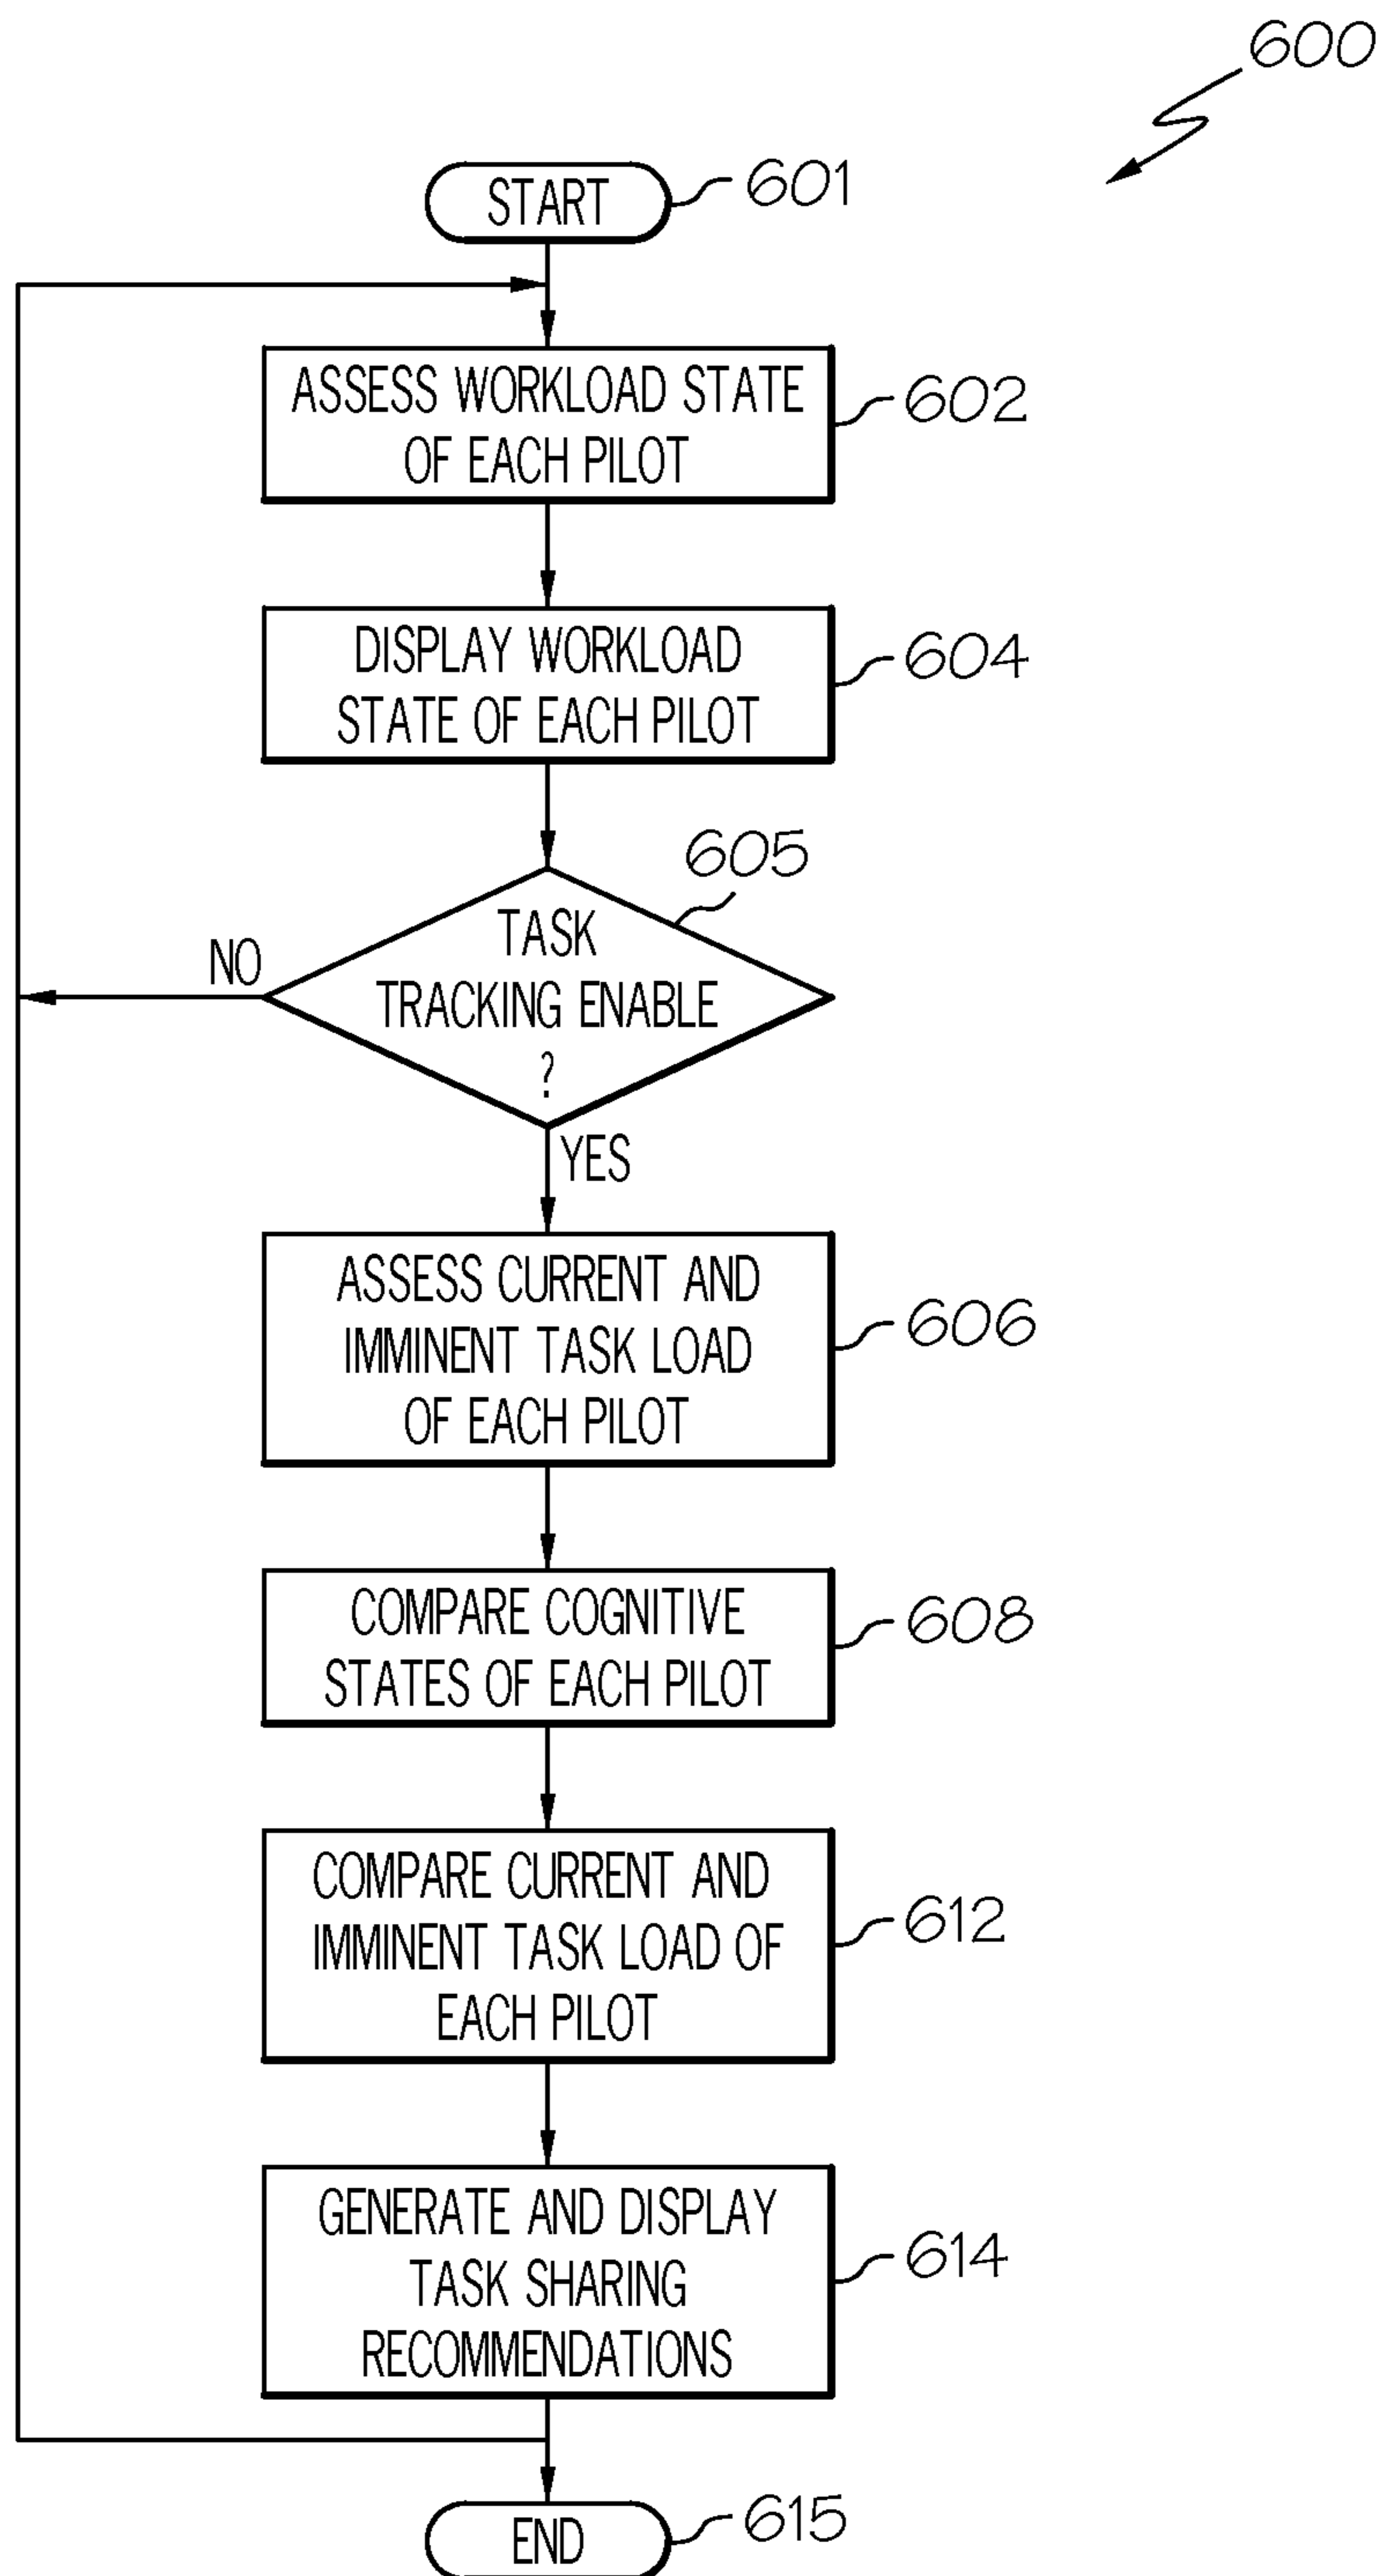 600
START
601
ASSESS WORKLOAD STATE
OF EACH PILOT
602
DISPLAY WORKLOAD
STATE OF EACH PILOT
604
605
TASK
TRACKING ENABLE
?
NO
YES
ASSESS CURRENT AND
IMMINENT TASK LOAD
OF EACH PILOT
606
COMPARE COGNITIVE
STATES OF EACH PILOT
608
COMPARE CURRENT AND
IMMINENT TASK LOAD OF
EACH PILOT
612
GENERATE AND DISPLAY
TASK SHARING
RECOMMENDATIONS
614
END
615